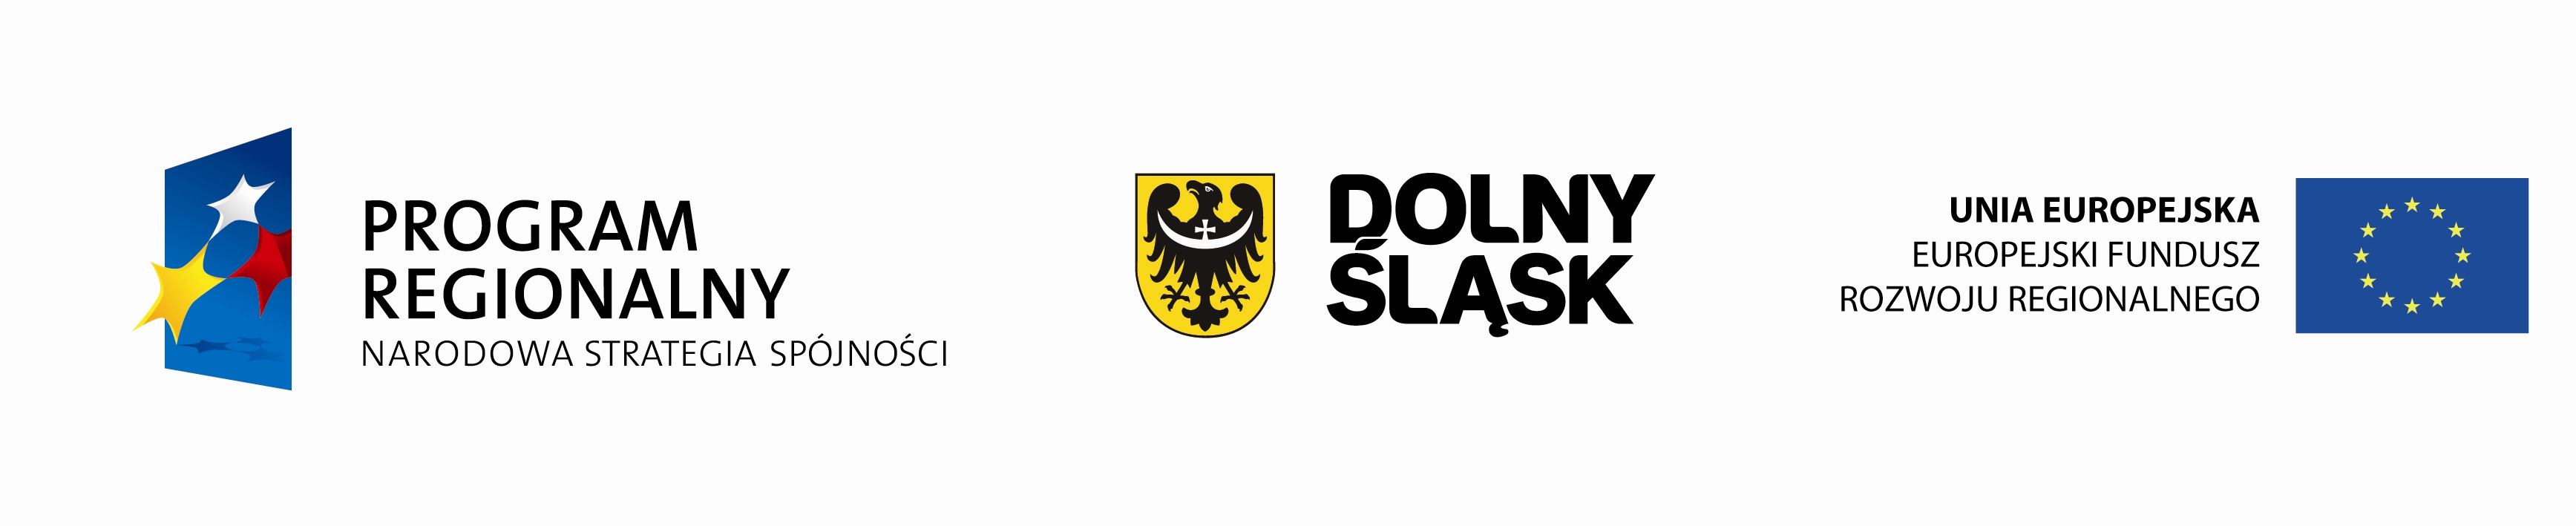 PROGRAM
REGIONALNY
NARODOWA STRATEGIA SPÓJNOŚCI
DOLNY
ŚLĄSK
UNIA EUROPEJSKA
EUROPEJSKI FUNDUSZ
ROZWOJU REGIONALNEGO